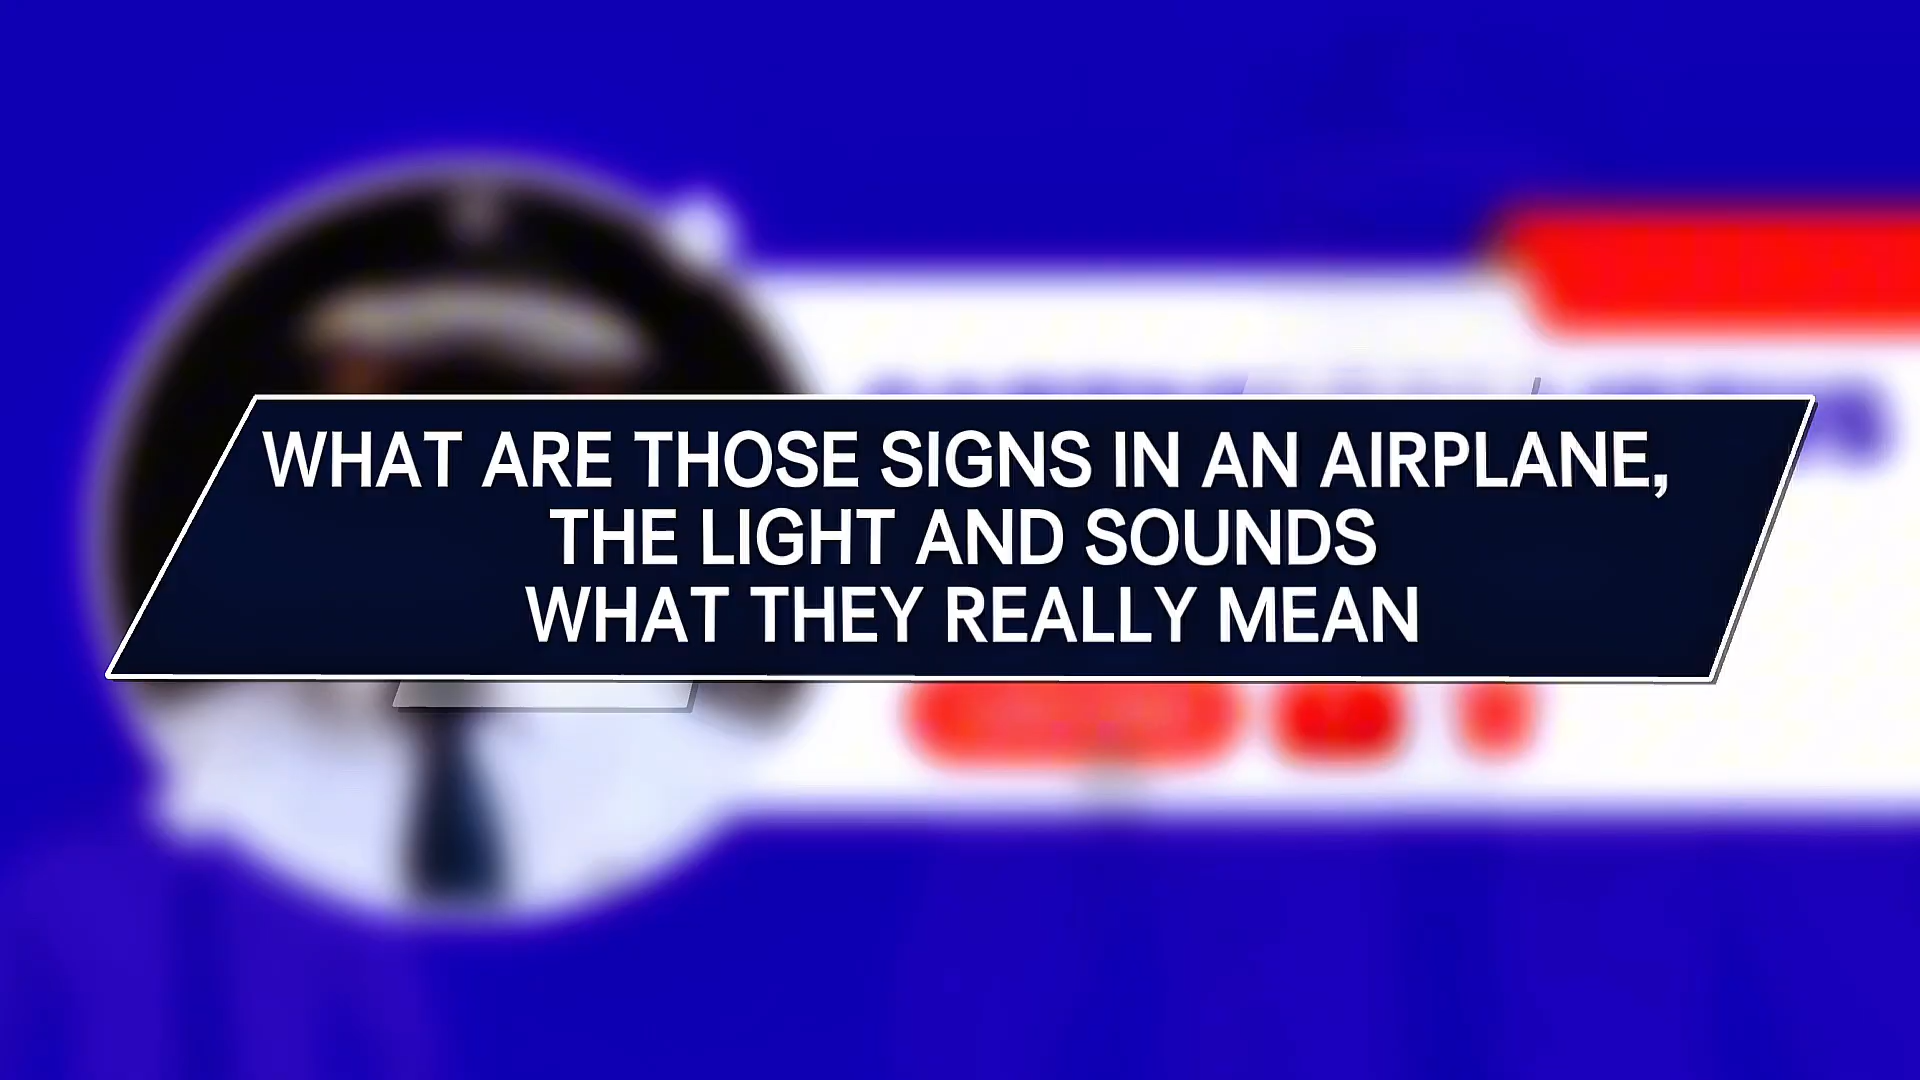 WHAT ARE THOSE SIGNS IN AN AIRPLANE,
THE LIGHT AND SOUNDS
WHAT THEY REALLY MEAN